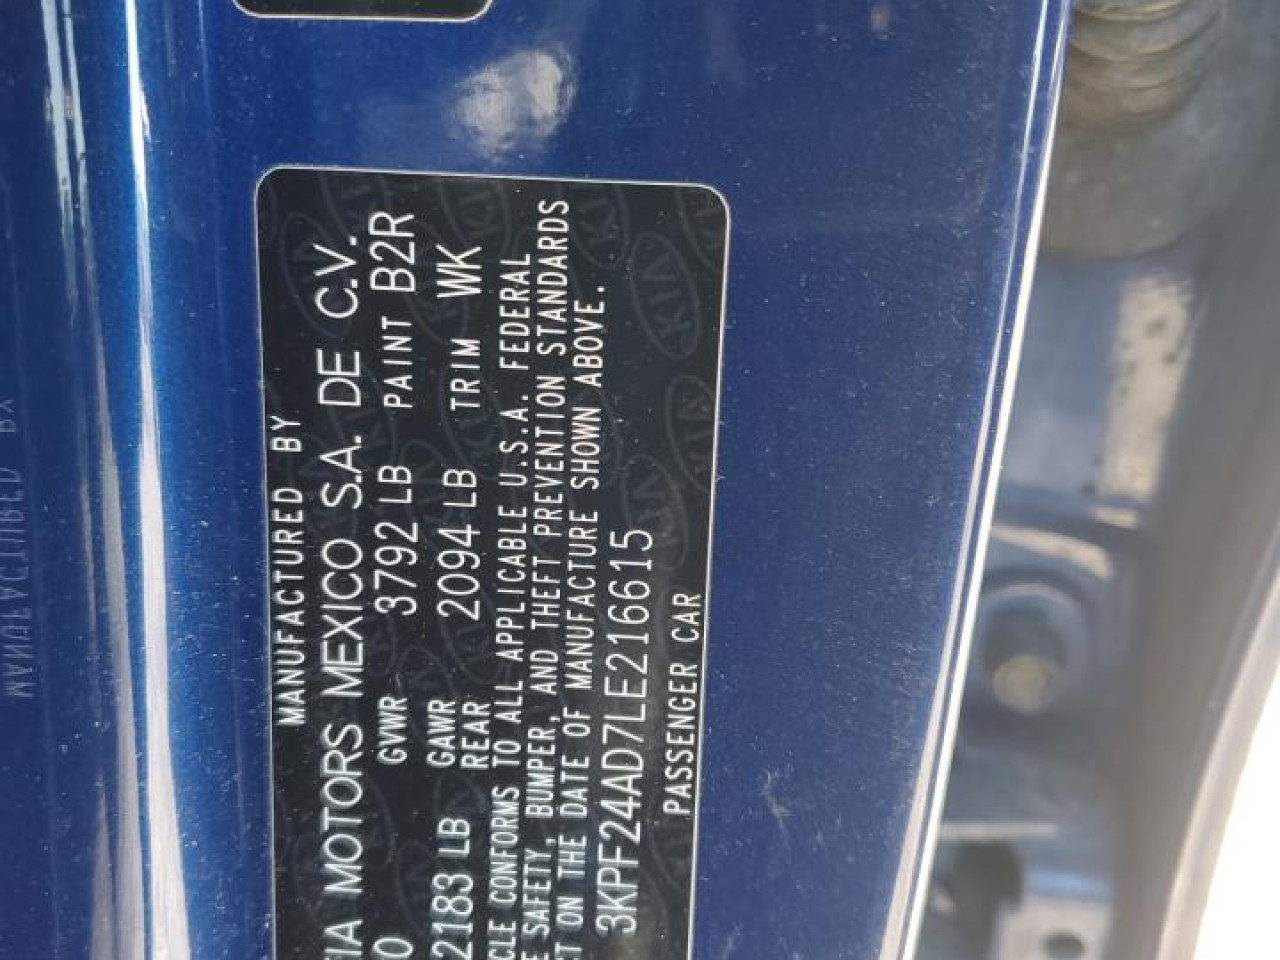 MANUFACTURED BY
KIA MOTORS MEXICO S.A. DE C.V.
0 GVWR 3792 LB PAINT B2R
2183 LB GAWR REAR 2094 LB TRIM WK
CLE CONFORMS TO ALL APPLICABLE U.S.A. FEDERAL.
E SAFETY, BUMPER, AND THEFT PREVENTION STANDARDS
ON THE DATE OF MANUFACTURE SHOWN ABOVE.
3KPF24AD7LE216615
PASSENGER CAR